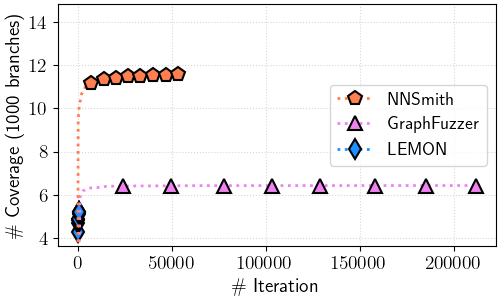 # Coverage (1000 branches)
14
12
10
8
6
4
NNSmith
GraphFuzzer
LEMON
0 50000 100000 150000 200000
# Iteration